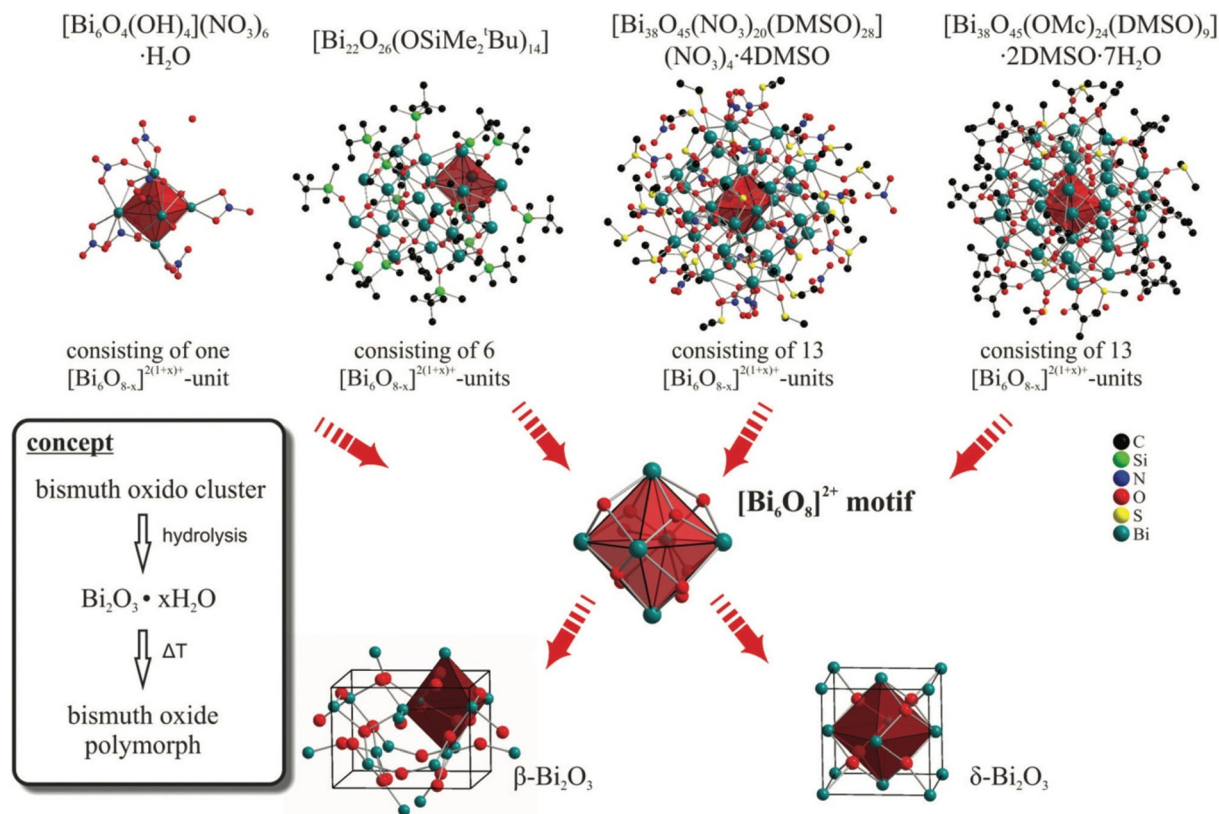 [Bi₆O₄(OH)₄](NO₃)₆
·H₂O
[Bi₂₂O₂₆(OSiMe₂ᵗBu)₁₄]
[Bi₃₈O₄₅(NO₃)₂₀(DMSO)₂₈]
(NO₃)₄·4DMSO
[Bi₃₈O₄₅(OMc)₂₄(DMSO)₉]
·2DMSO·7H₂O
consisting of one
[Bi₆O₈₋ₓ]²⁽¹⁺ˣ⁾⁺-unit
consisting of 6
[Bi₆O₈₋ₓ]²⁽¹⁺ˣ⁾⁺-units
consisting of 13
[Bi₆O₈₋ₓ]²⁽¹⁺ˣ⁾⁺-units
consisting of 13
[Bi₆O₈₋ₓ]²⁽¹⁺ˣ⁾⁺-units
concept
bismuth oxido cluster
hydrolysis
Bi₂O₃ • xH₂O
ΔT
bismuth oxide
polymorph
[Bi₆O₈]²⁺ motif
C
Si
N
O
S
Bi
β-Bi₂O₃
δ-Bi₂O₃